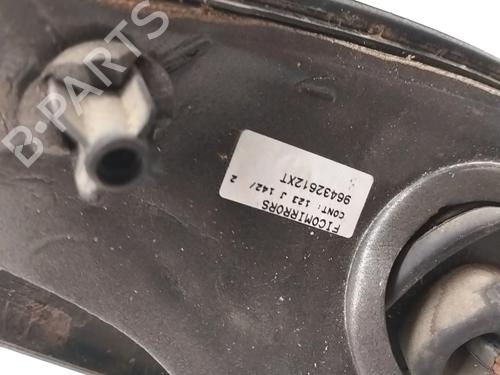 B-PARTS
FICOMIRRORS
CONT: 123 J 142/ 2
96432612XT